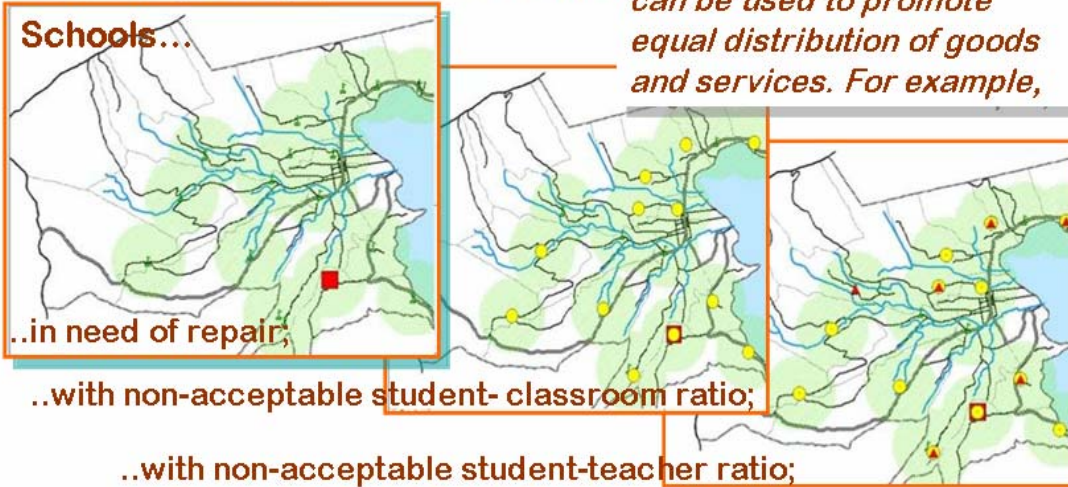 can be used to promote
equal distribution of goods
and services. For example,
Schools...
..in need of repair;
..with non-acceptable student- classroom ratio;
..with non-acceptable student-teacher ratio;